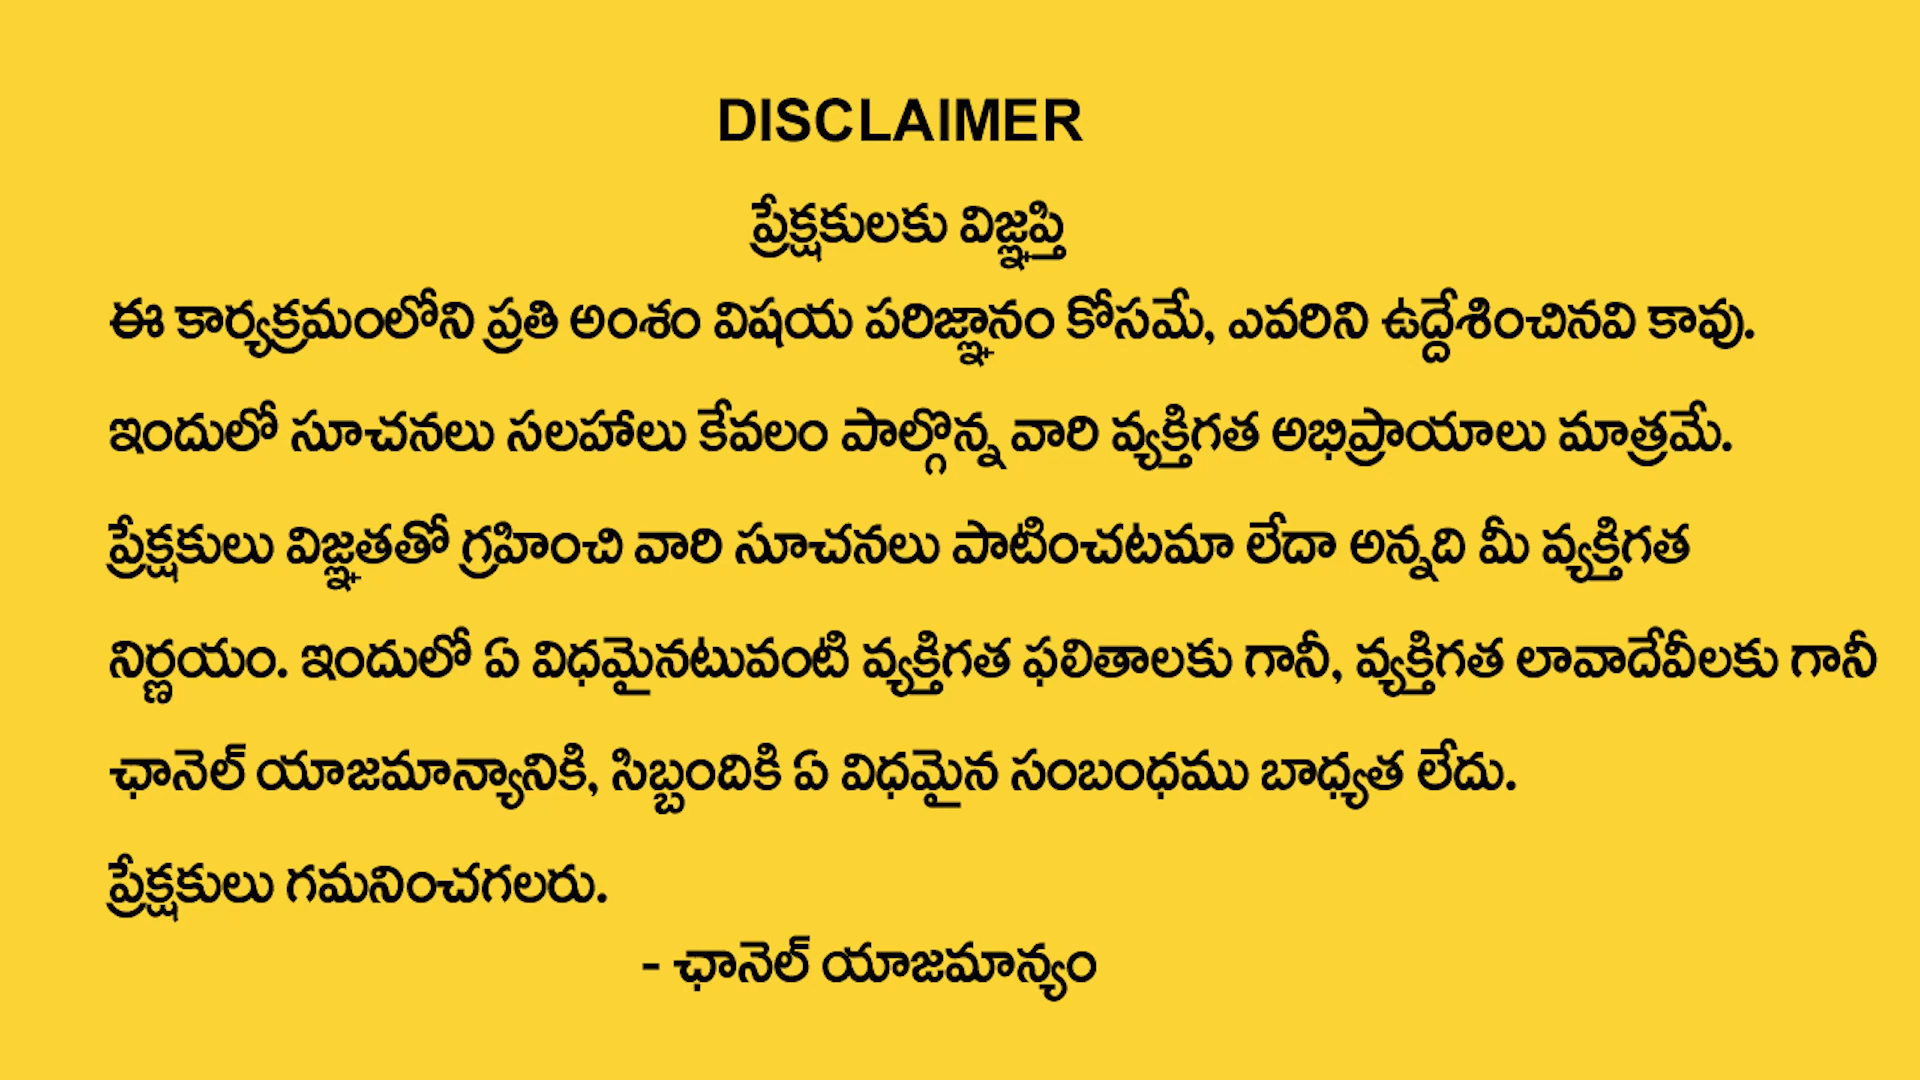 DISCLAIMER
ప్రేక్షకులకు విజ్ఞప్తి
ఈ కార్యక్రమంలోని ప్రతి అంశం విషయ పరిజ్ఞానం కోసమే, ఎవరిని ఉద్దేశించినవి కావు.
ఇందులో సూచనలు సలహాలు కేవలం పాల్గొన్న వారి వ్యక్తిగత అభిప్రాయాలు మాత్రమే.
ప్రేక్షకులు విజ్ఞతతో గ్రహించి వారి సూచనలు పాటించటమా లేదా అన్నది మీ వ్యక్తిగత
నిర్ణయం. ఇందులో ఏ విధమైనటువంటి వ్యక్తిగత ఫలితాలకు గానీ, వ్యక్తిగత లావాదేవీలకు గానీ
ఛానెల్ యాజమాన్యానికి, సిబ్బందికి ఏ విధమైన సంబంధము బాధ్యత లేదు.
ప్రేక్షకులు గమనించగలరు.
- ఛానెల్ యాజమాన్యం